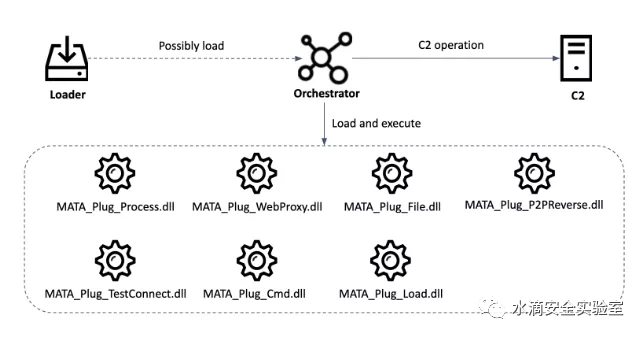 Possibly load
C2 operation
Loader
Orchestrator
C2
Load and execute
MATA_Plug_Process.dll
MATA_Plug_WebProxy.dll
MATA_Plug_File.dll
MATA_Plug_P2PReverse.dll
MATA_Plug_TestConnect.dll
MATA_Plug_Cmd.dll
MATA_Plug_Load.dll
水滴安全实验室